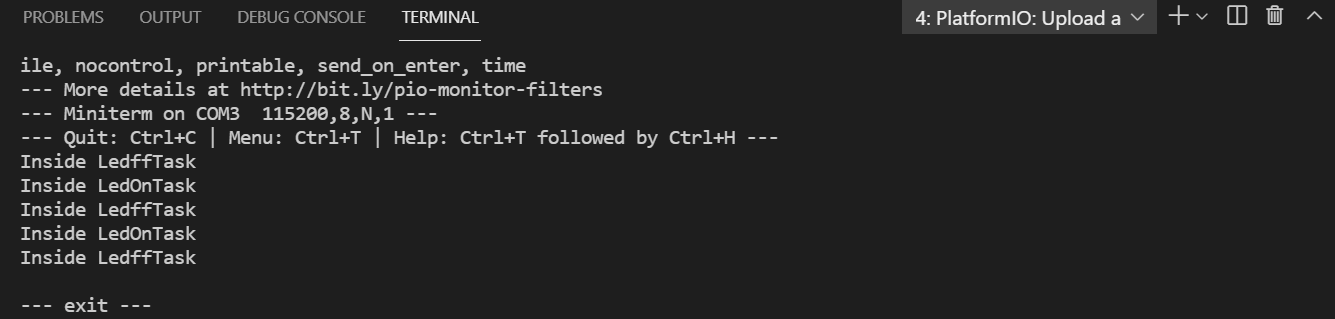 PROBLEMS OUTPUT DEBUG CONSOLE TERMINAL 4: PlatformIO: Upload a
ile, nocontrol, printable, send_on_enter, time
--- More details at http://bit.ly/pio-monitor-filters
--- Miniterm on COM3  115200,8,N,1 ---
--- Quit: Ctrl+C | Menu: Ctrl+T | Help: Ctrl+T followed by Ctrl+H ---
Inside LedffTask
Inside LedOnTask
Inside LedffTask
Inside LedOnTask
Inside LedffTask
--- exit ---